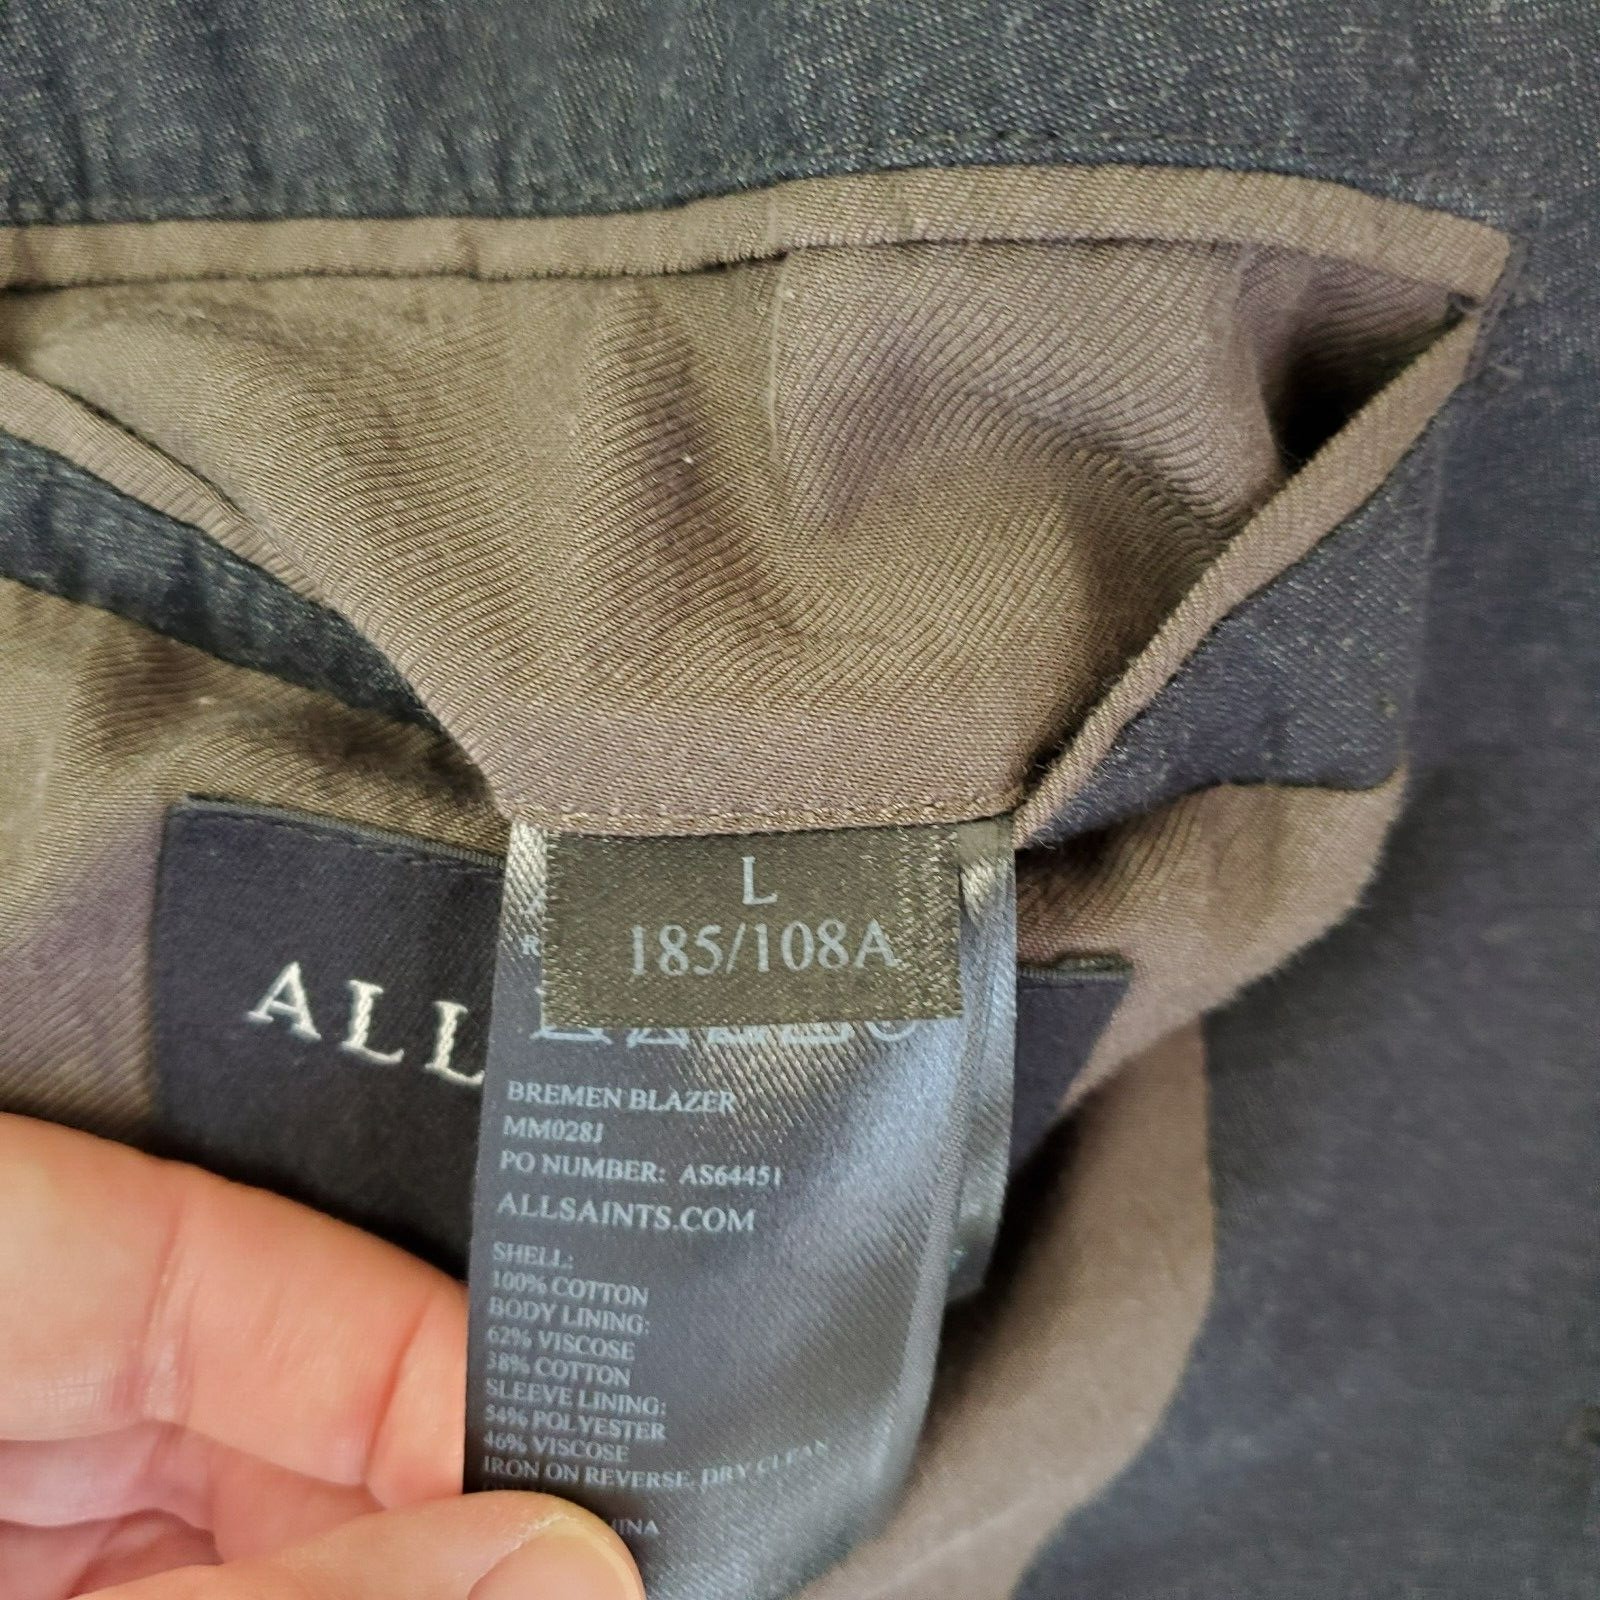 L
185/108A
ALL
BREMEN BLAZER
MM028J
PO NUMBER: AS64451
ALLSAINTS.COM
SHELL:
100% COTTON
BODY LINING:
62% VISCOSE
38% COTTON
SLEEVE LINING:
54% POLYESTER
46% VISCOSE
IRON ON REVERSE. DRY CLEAN